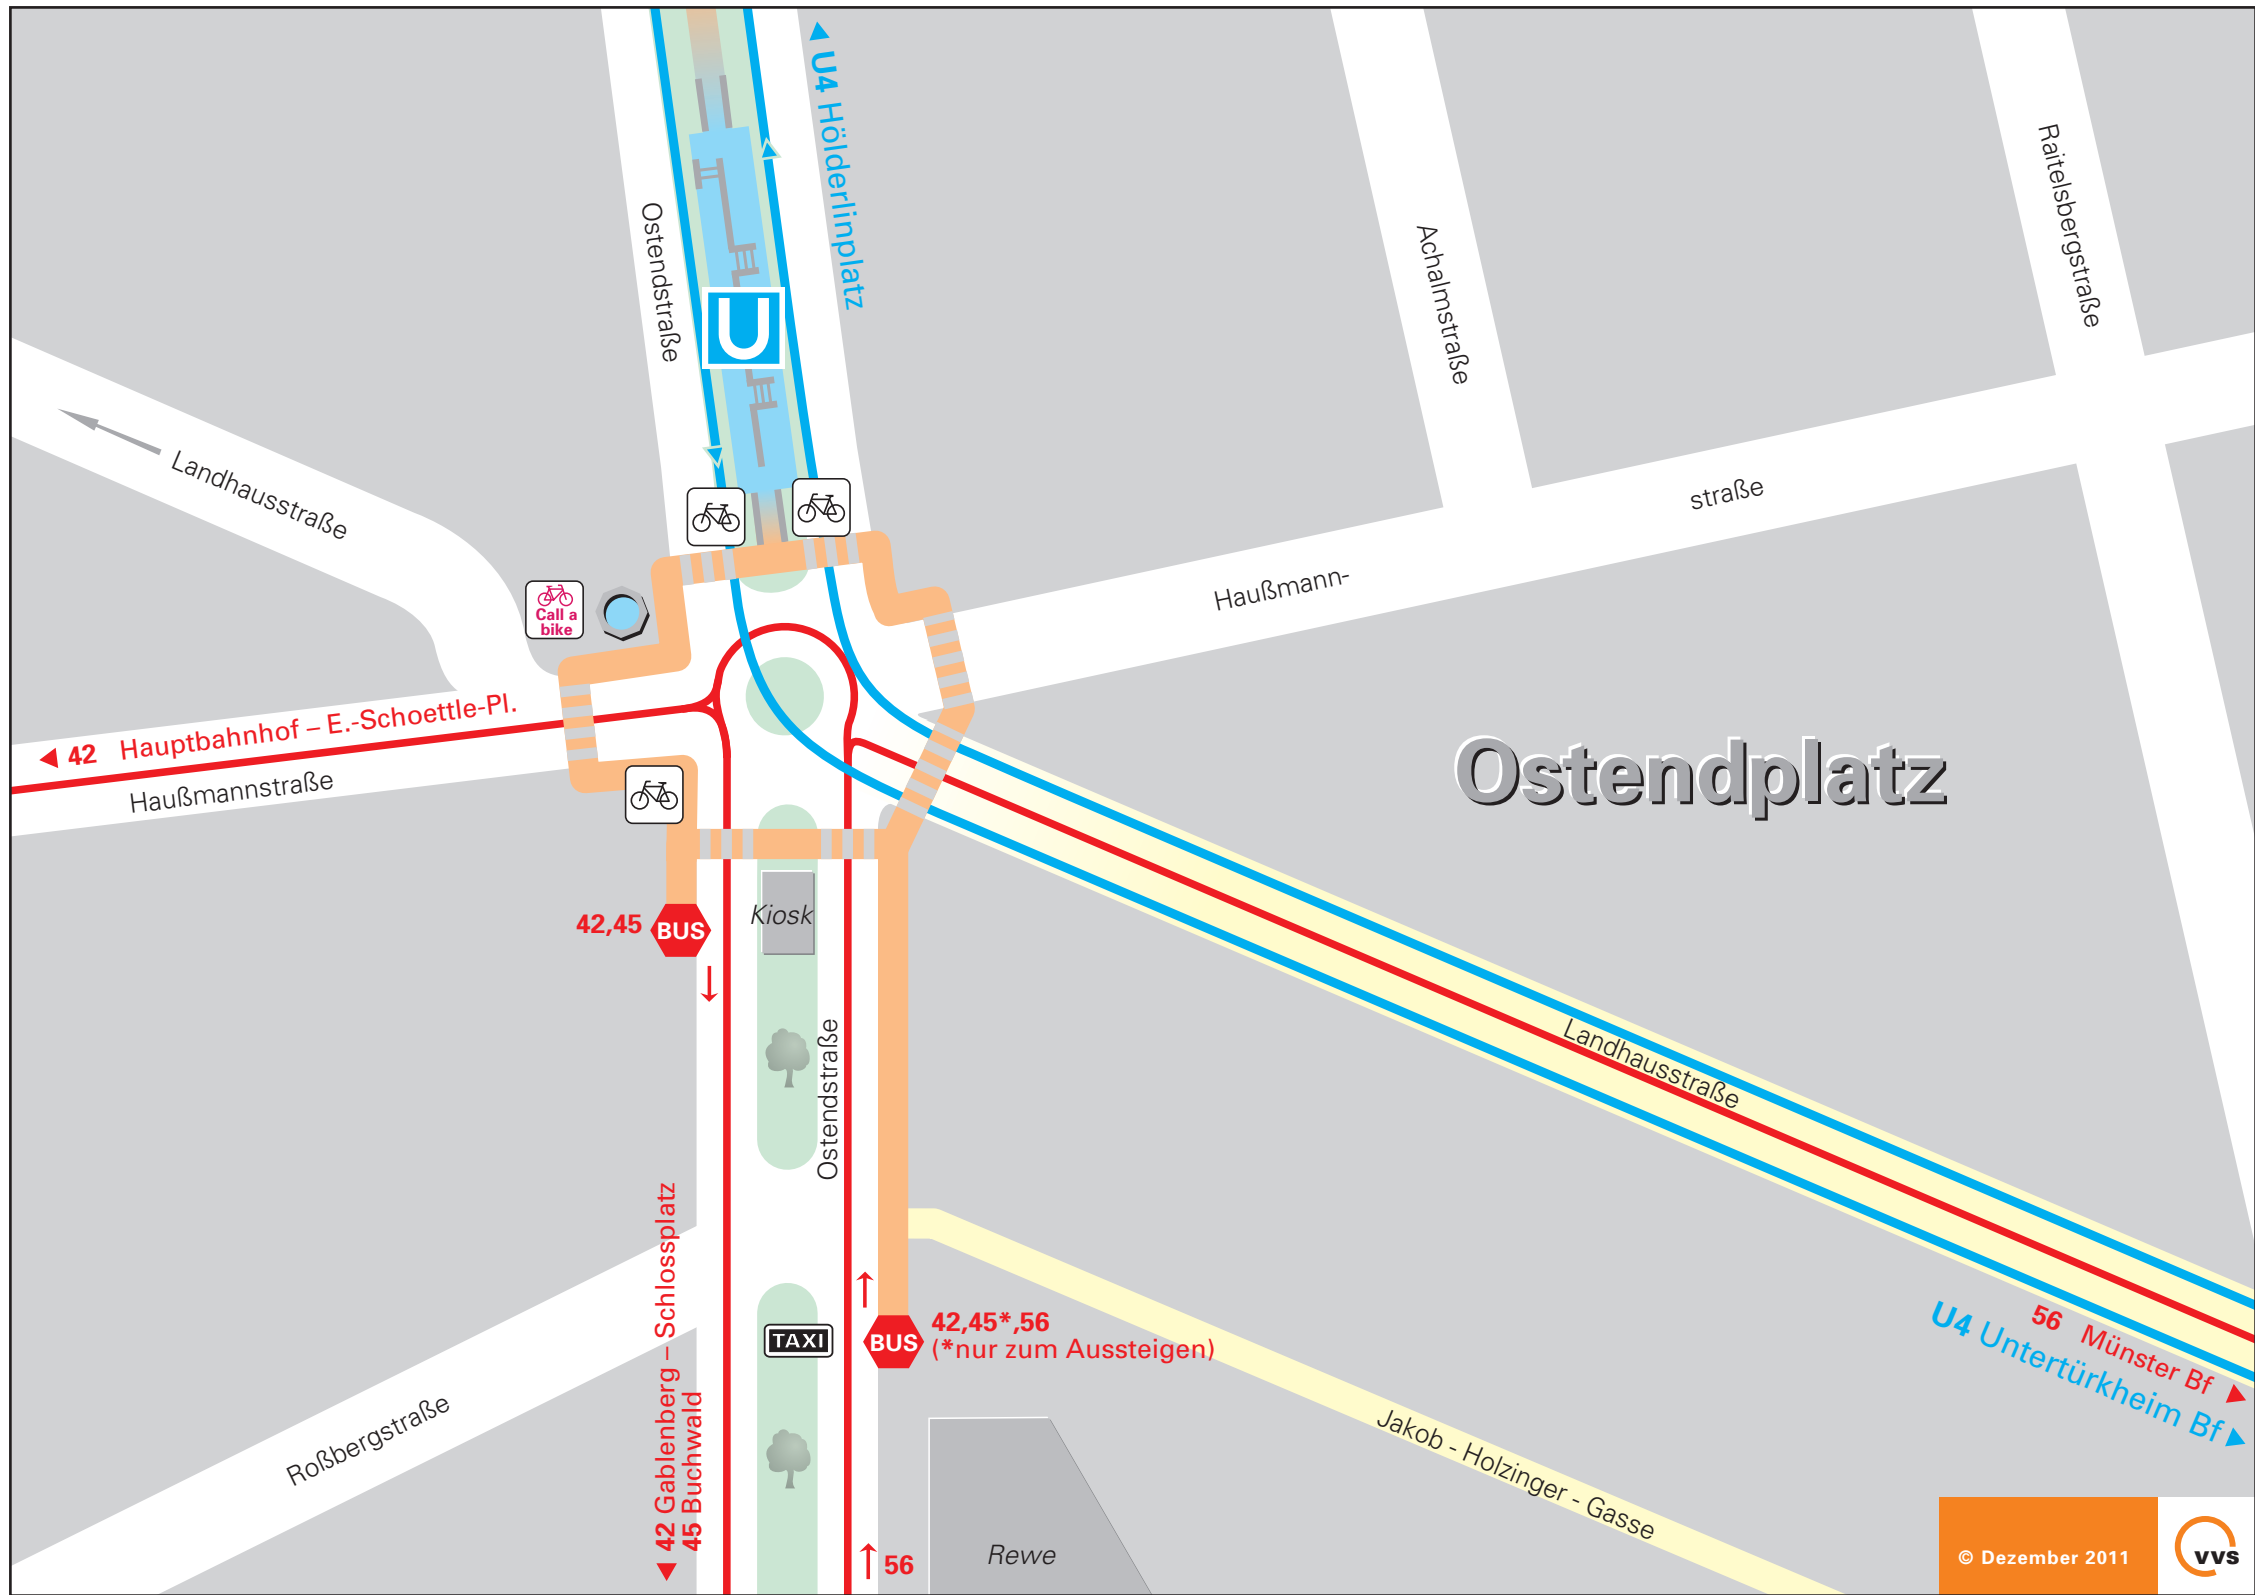 U4 Hölderlinplatz
Ostendstraße
Achalmstraße
Raitelsbergstraße
Landhausstraße
straße
Haußmann-
Call a
bike
42 Hauptbahnhof – E.-Schoettle-Pl.
Haußmannstraße
Ostendplatz
U
42,45
BUS
Kiosk
Ostendstraße
Landhausstraße
42 Gablenberg – Schlossplatz
45 Buchwald
TAXI
BUS
42,45*,56
(*nur zum Aussteigen)
56 Münster Bf
U4 Untertürkheim Bf
Roßbergstraße
Jakob - Holzinger - Gasse
56
Rewe
© Dezember 2011
vvs